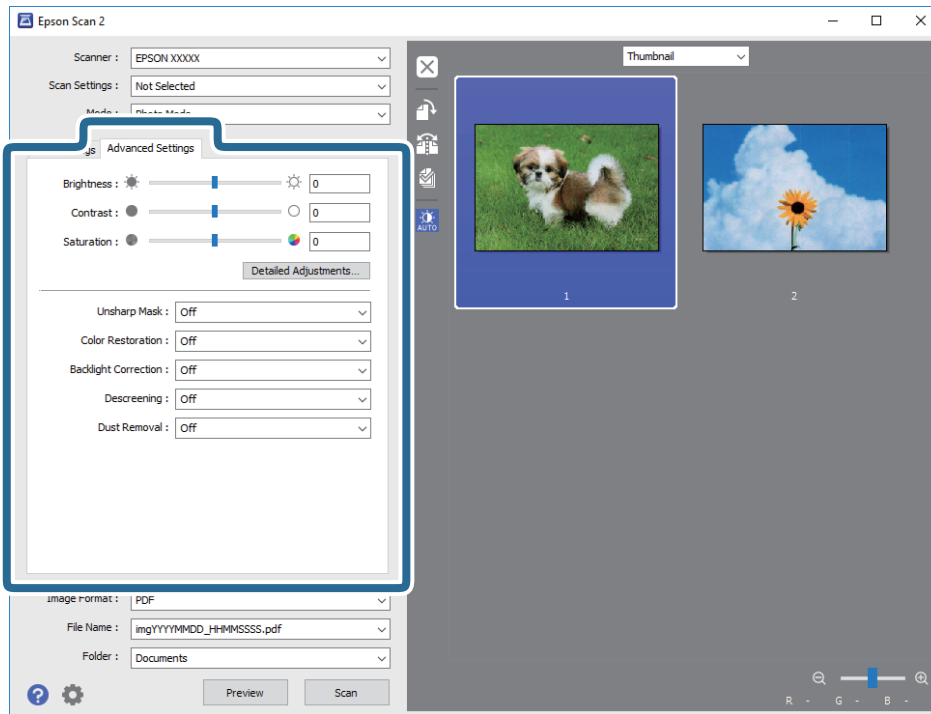 Epson Scan 2
Scanner : EPSON XXXXX
Scan Settings : Not Selected
Thumbnail
Advanced Settings
Brightness : 0
Contrast : 0
Saturation : 0
Detailed Adjustments...
Unsharp Mask : Off
Color Restoration : Off
Backlight Correction : Off
Descreening : Off
Dust Removal : Off
AUTO
1
2
Image Format : PDF
File Name : imgYYYYMMDD_HHMMSSSS.pdf
Folder : Documents
? Preview Scan
R - G - B -